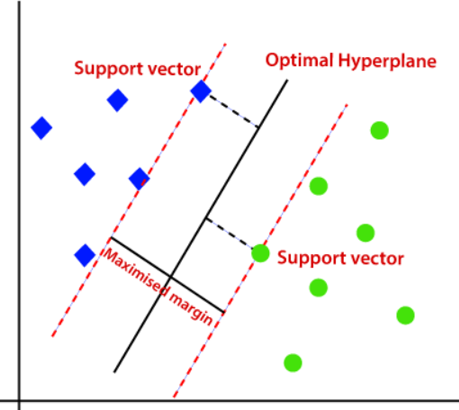 Optimal Hyperplane
Support vector
Support vector
Maximised margin